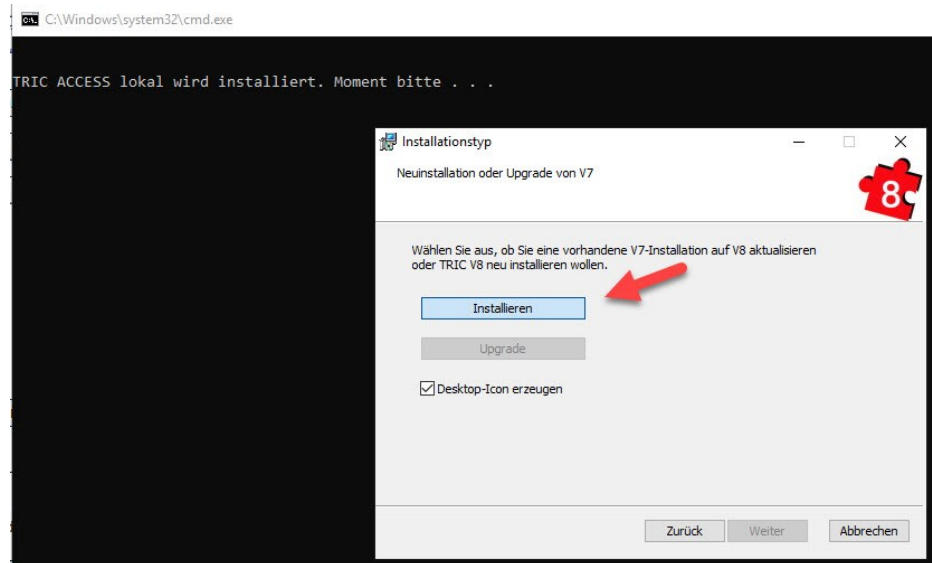 C:\Windows\system32\cmd.exe
TRIC ACCESS lokal wird installiert. Moment bitte . . .
Installationstyp
Neuinstallation oder Upgrade von V7
8
Wählen Sie aus, ob Sie eine vorhandene V7-Installation auf V8 aktualisieren
oder TRIC V8 neu installieren wollen.
Installieren
Upgrade
Desktop-Icon erzeugen
Zurück Weiter Abbrechen